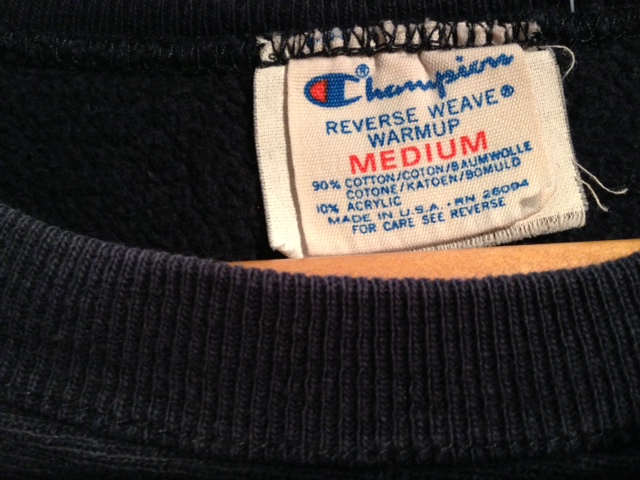 Champion®
REVERSE WEAVE®
WARMUP
MEDIUM
90% COTTON/COTON/BAUMWOLLE
COTONE/KATOEN/BOMULD
10% ACRYLIC
MADE IN U.S.A. · RN 26094
FOR CARE SEE REVERSE